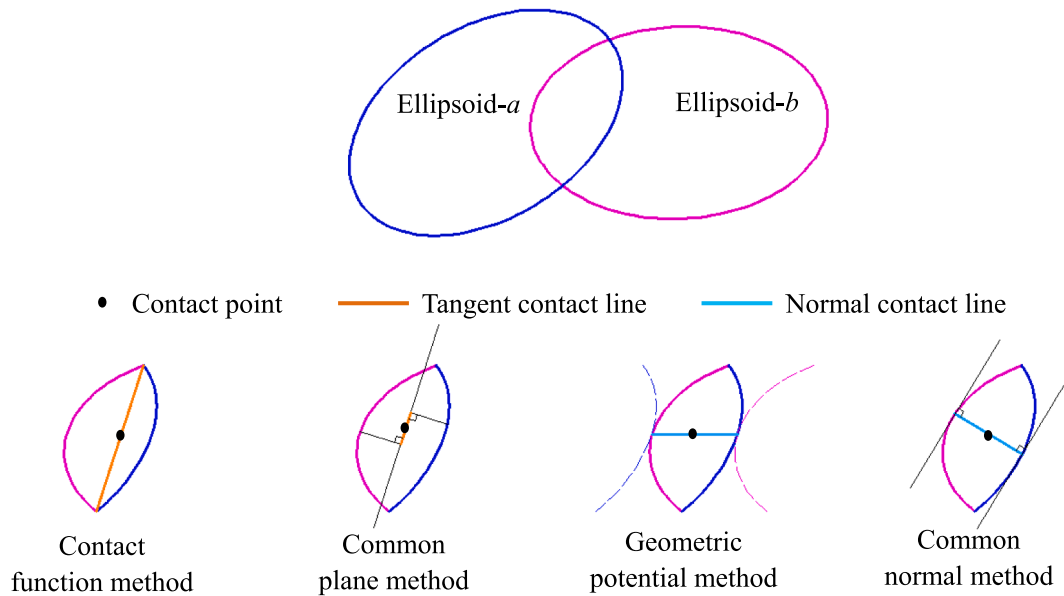 Ellipsoid-a
Ellipsoid-b
Contact point
Tangent contact line
Normal contact line
Contact
function method
Common
plane method
Geometric
potential method
Common
normal method